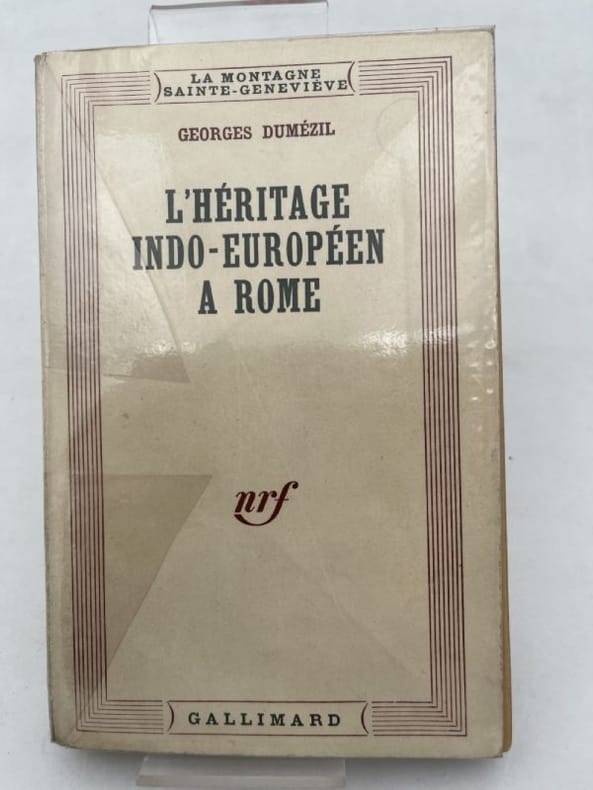 LA MONTAGNE
SAINTE-GENEVIÈVE
GEORGES DUMÉZIL
L'HÉRITAGE
INDO-EUROPÉEN
A ROME
nrf
GALLIMARD